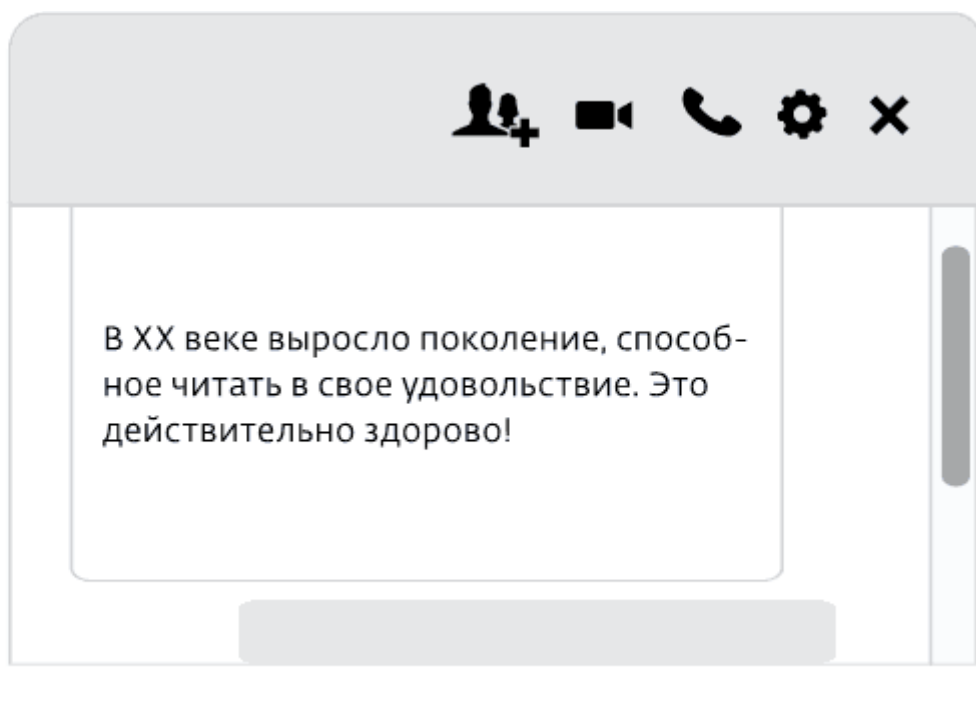 В XX веке выросло поколение, способ-
ное читать в свое удовольствие. Это
действительно здорово!